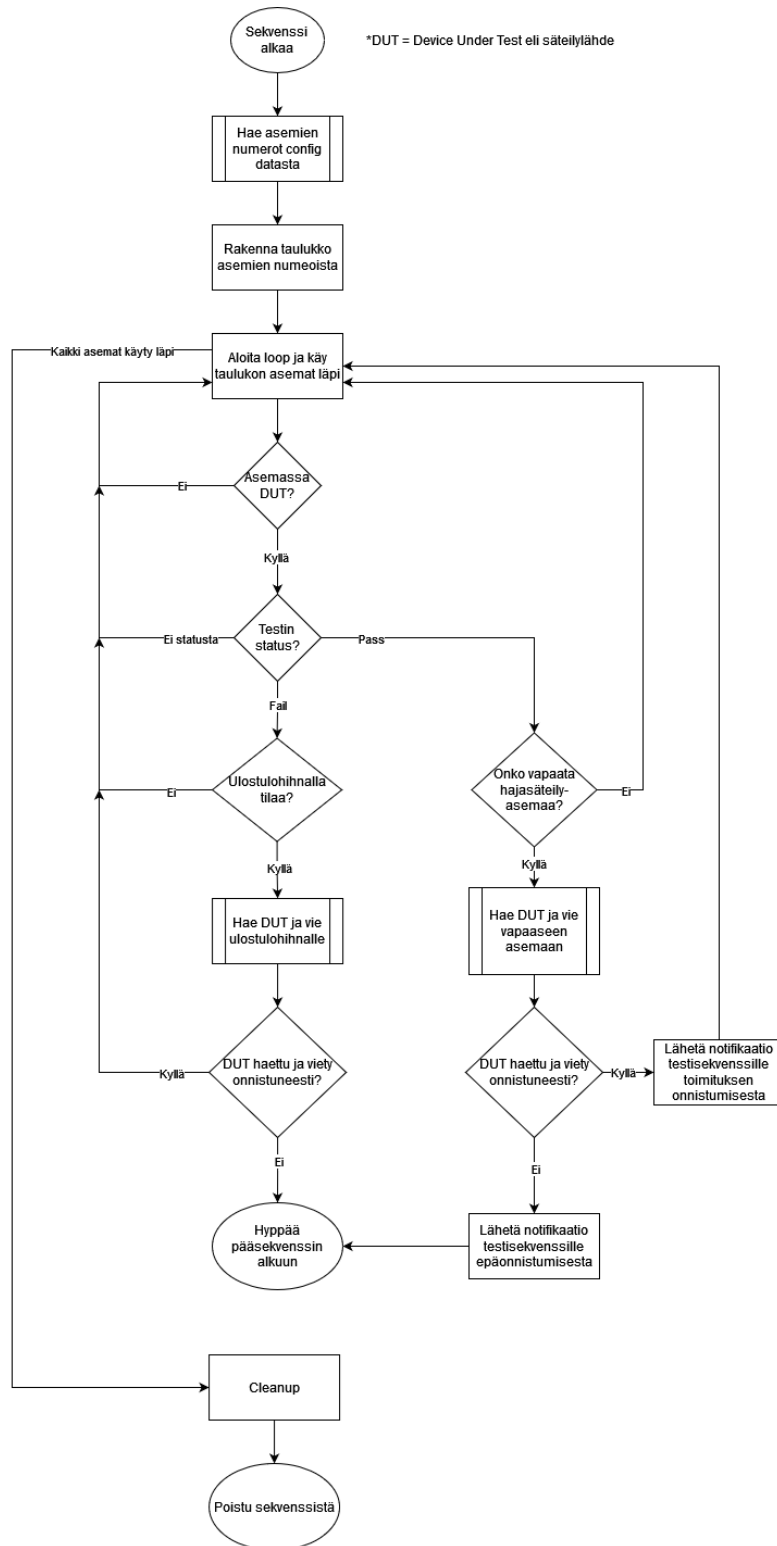 Sekvenssi
alkaa
*DUT = Device Under Test eli säteilylähde
Hae asemien
numerot config
datasta
Rakenna taulukko
asemien numeoista
Kaikki asemat käyty läpi
Aloita loop ja käy
taulukon asemat läpi
Asemassa
DUT?
Ei
Kyllä
Testin
status?
Ei statusta
Pass
Fail
Ulostulohihnalla
tilaa?
Ei
Onko vapaata
hajasäteily-
asemaa?
Ei
Kyllä
Kyllä
Hae DUT ja vie
ulostulohihnalle
Hae DUT ja vie
vapaaseen
asemaan
DUT haettu ja viety
onnistuneesti?
Kyllä
DUT haettu ja viety
onnistuneesti?
Kyllä
Lähetä notifikaatio
testisekvenssille
toimituksen
onnistumisesta
Ei
Ei
Hyppää
pääsekvenssin
alkuun
Lähetä notifikaatio
testisekvenssille
epäonnistumisesta
Cleanup
Poistu sekvenssistä